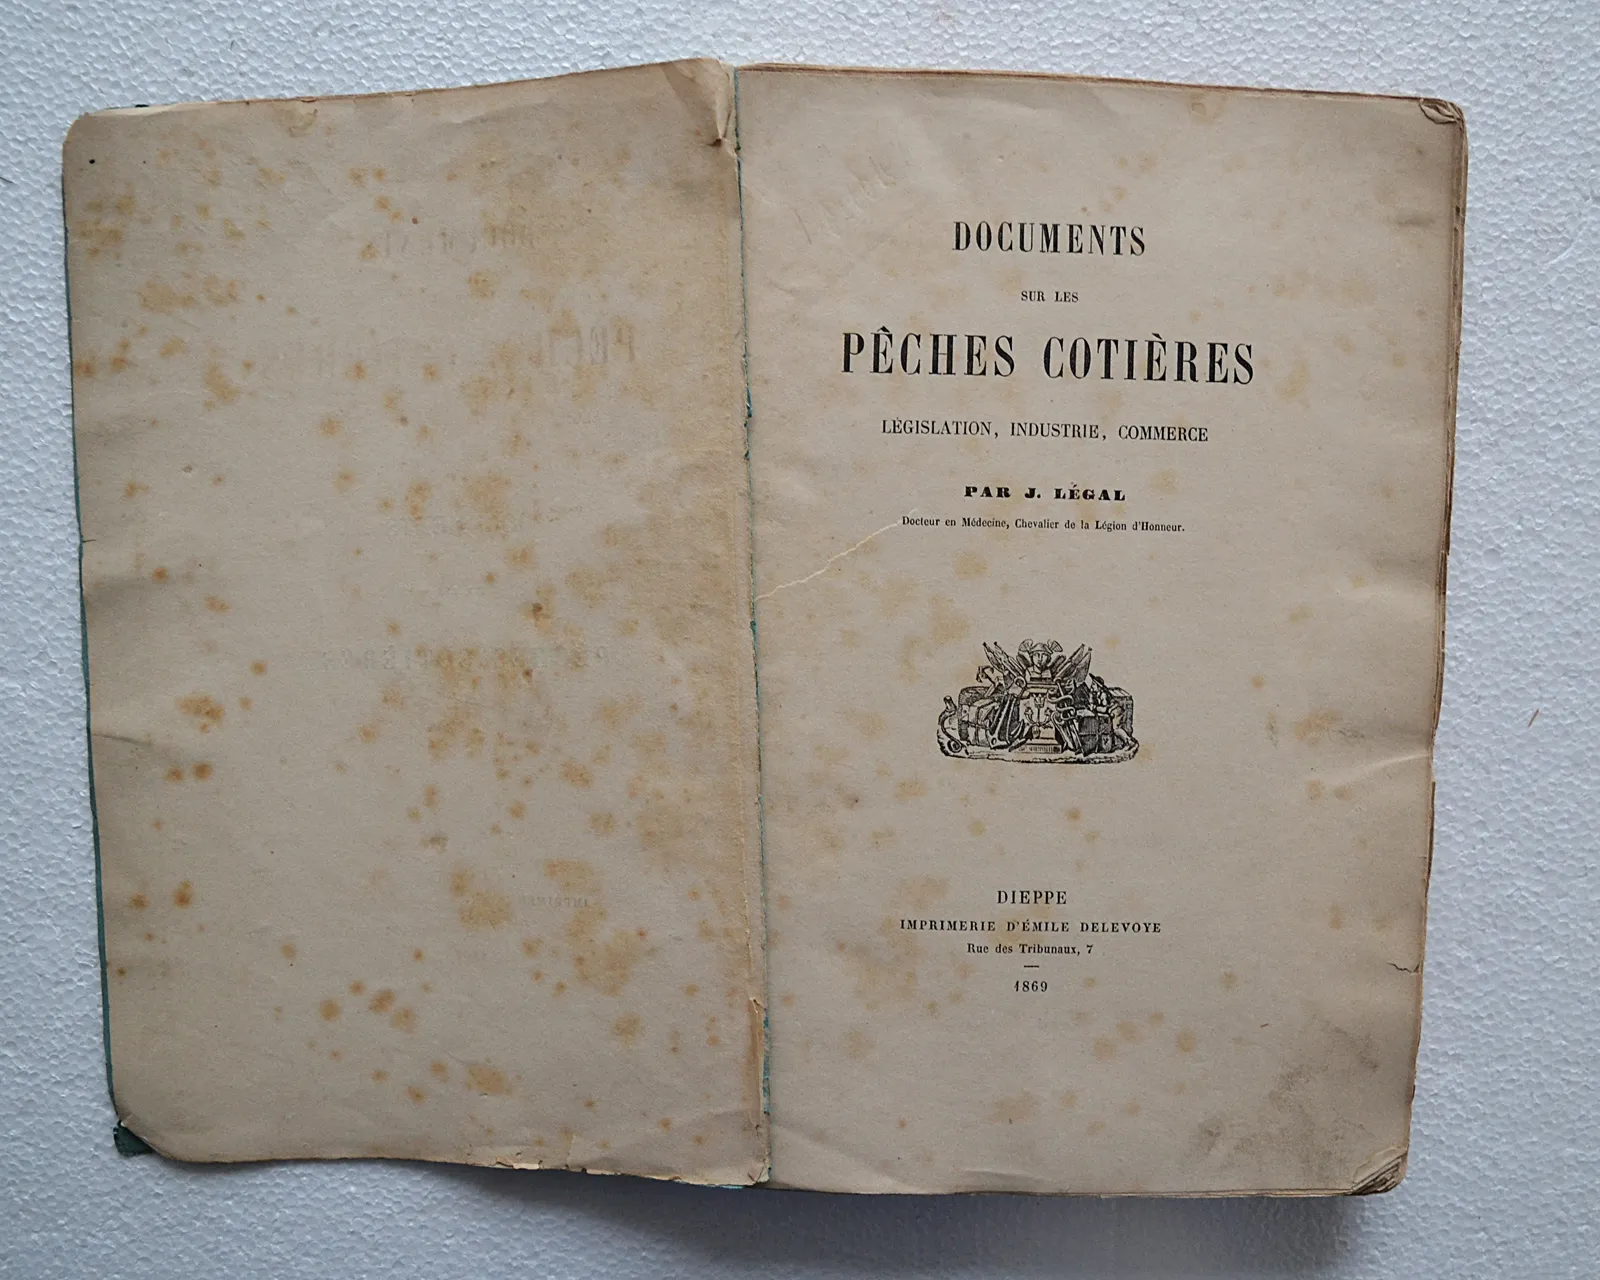 DOCUMENTS
SUR LES
PÊCHES COTIÈRES
LÉGISLATION, INDUSTRIE, COMMERCE
PAR J. LÉGAL
Docteur en Médecine, Chevalier de la Légion d'Honneur.
DIEPPE
IMPRIMERIE D'ÉMILE DELEVOYE
Rue des Tribunaux, 7
1869